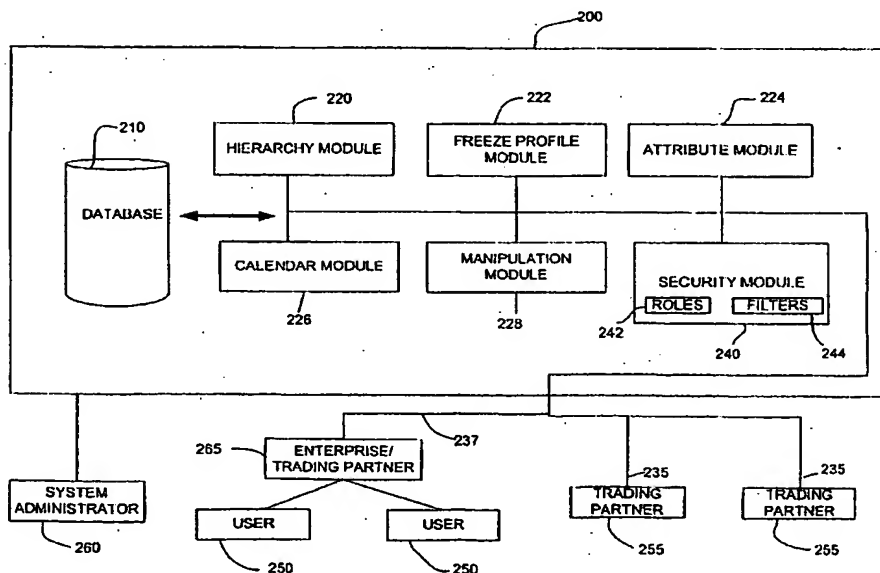 200
210
220
222
224
HIERARCHY MODULE
FREEZE PROFILE
MODULE
ATTRIBUTE MODULE
DATABASE
CALENDAR MODULE
MANIPULATION
MODULE
SECURITY MODULE
ROLES
FILTERS
226
228
242
240
244
237
265
ENTERPRISE/
TRADING PARTNER
235
235
SYSTEM
ADMINISTRATOR
260
USER
USER
250
250
TRADING
PARTNER
TRADING
PARTNER
255
255